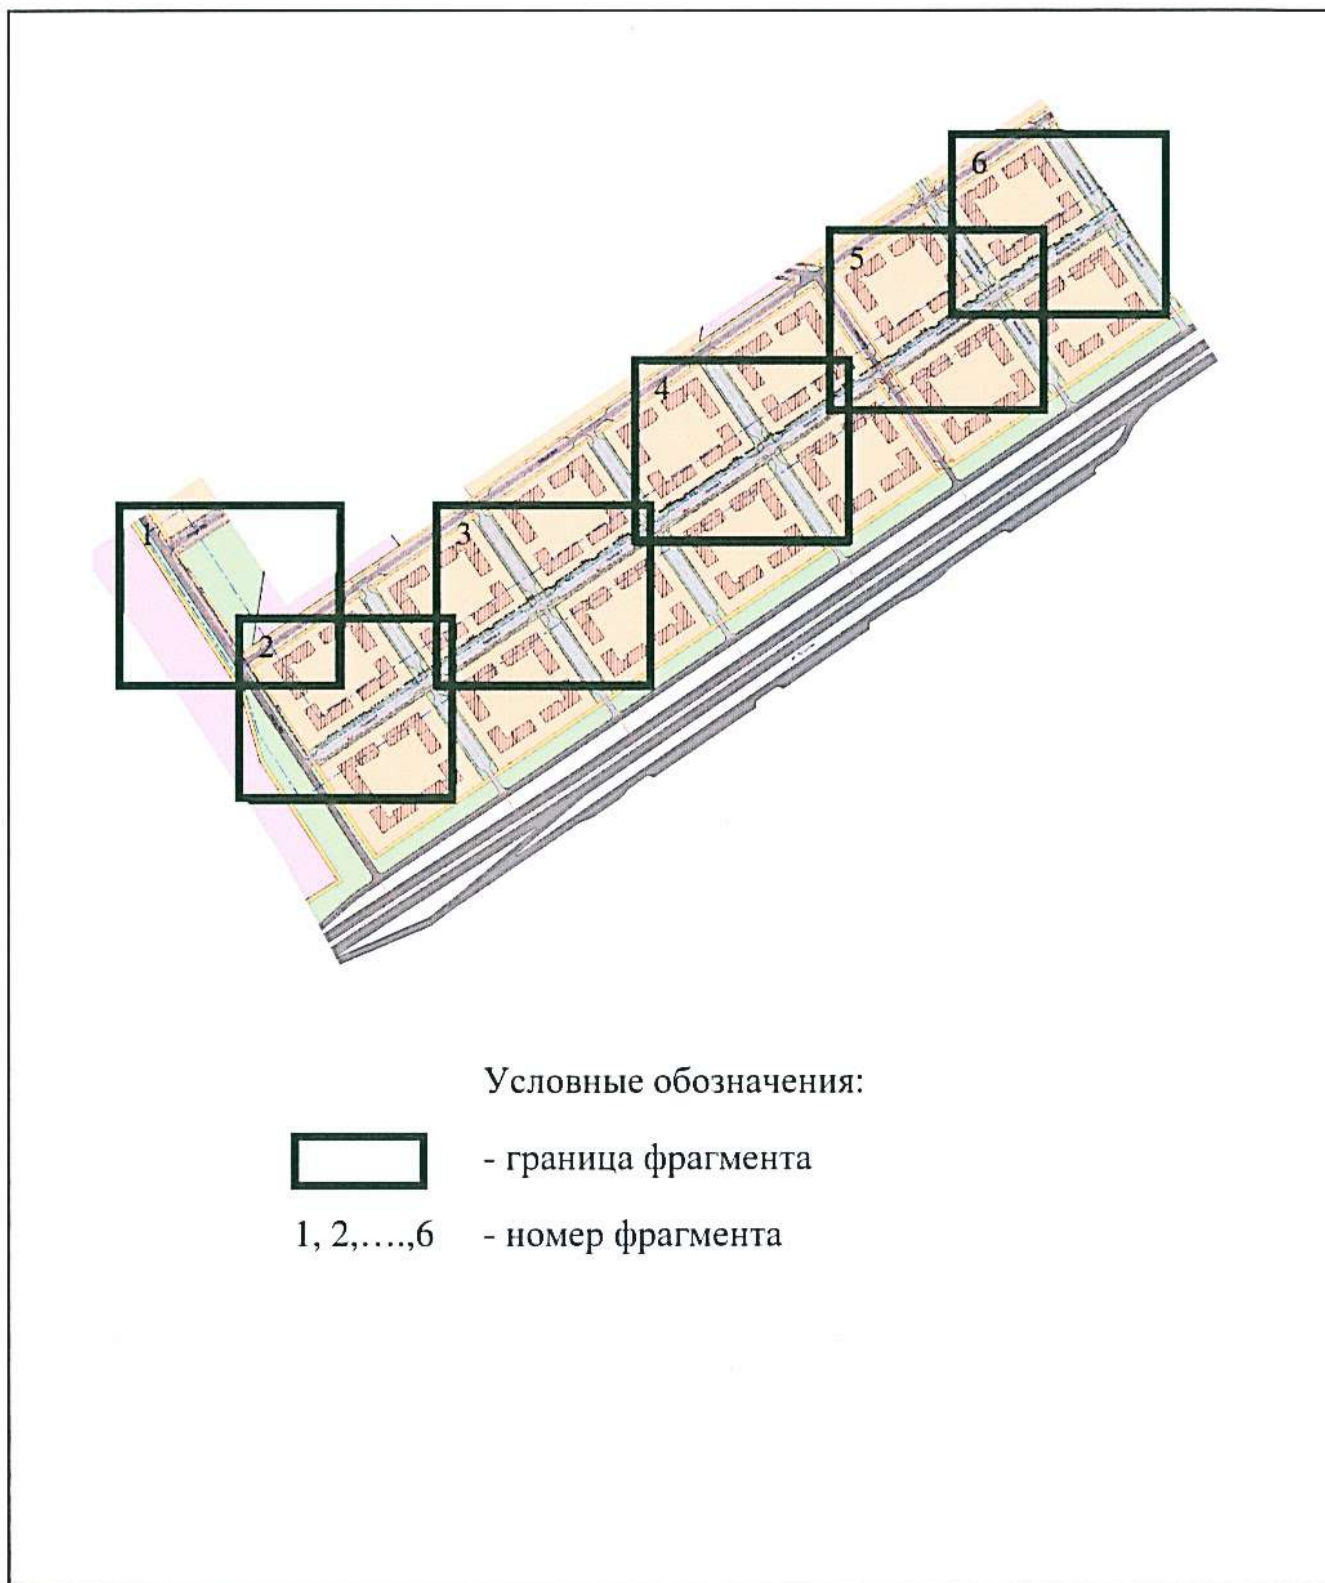 6
5
4
3
1
2
Условные обозначения:
- граница фрагмента
1, 2,....,6 - номер фрагмента